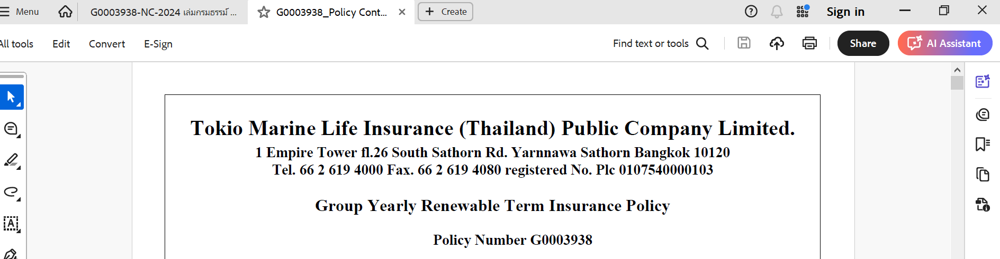 Menu
G0003938-NC-2024 เล่มกรมธรรม์ ...
G0003938_Policy Cont...
Create
Sign in
All tools
Edit
Convert
E-Sign
Find text or tools
Share
AI Assistant
Tokio Marine Life Insurance (Thailand) Public Company Limited.
1 Empire Tower fl.26 South Sathorn Rd. Yarnnawa Sathorn Bangkok 10120
Tel. 66 2 619 4000 Fax. 66 2 619 4080 registered No. Plc 0107540000103
Group Yearly Renewable Term Insurance Policy
Policy Number G0003938